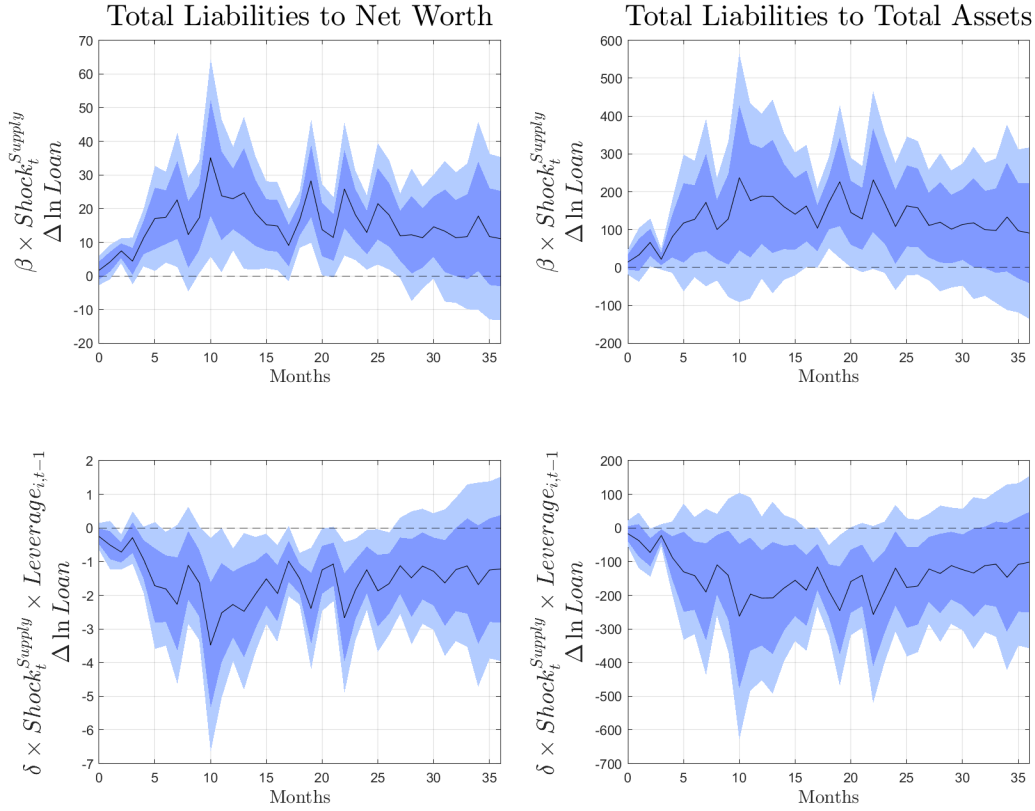 Total Liabilities to Net Worth
Total Liabilities to Total Assets
β × Shock_t^{Supply}
Δ ln Loan
70
60
50
40
30
20
10
0
-10
-20
0 5 10 15 20 25 30 35
Months
β × Shock_t^{Supply}
Δ ln Loan
600
500
400
300
200
100
0
-100
-200
0 5 10 15 20 25 30 35
Months
δ × Shock_t^{Supply} × Leverage_{i,t−1}
Δ ln Loan
2
1
0
-1
-2
-3
-4
-5
-6
-7
0 5 10 15 20 25 30 35
Months
δ × Shock_t^{Supply} × Leverage_{i,t−1}
Δ ln Loan
200
100
0
-100
-200
-300
-400
-500
-600
-700
0 5 10 15 20 25 30 35
Months